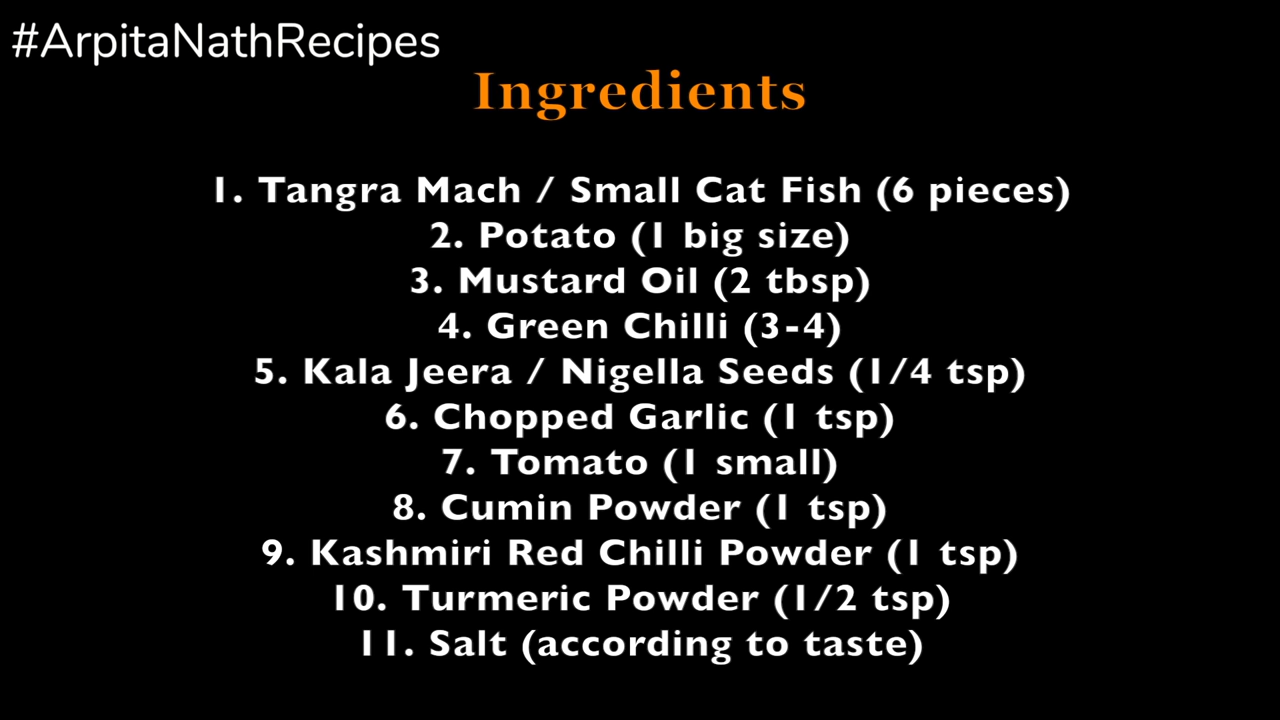 #ArpitaNathRecipes
Ingredients
1. Tangra Mach / Small Cat Fish (6 pieces)
2. Potato (1 big size)
3. Mustard Oil (2 tbsp)
4. Green Chilli (3-4)
5. Kala Jeera / Nigella Seeds (1/4 tsp)
6. Chopped Garlic (1 tsp)
7. Tomato (1 small)
8. Cumin Powder (1 tsp)
9. Kashmiri Red Chilli Powder (1 tsp)
10. Turmeric Powder (1/2 tsp)
11. Salt (according to taste)